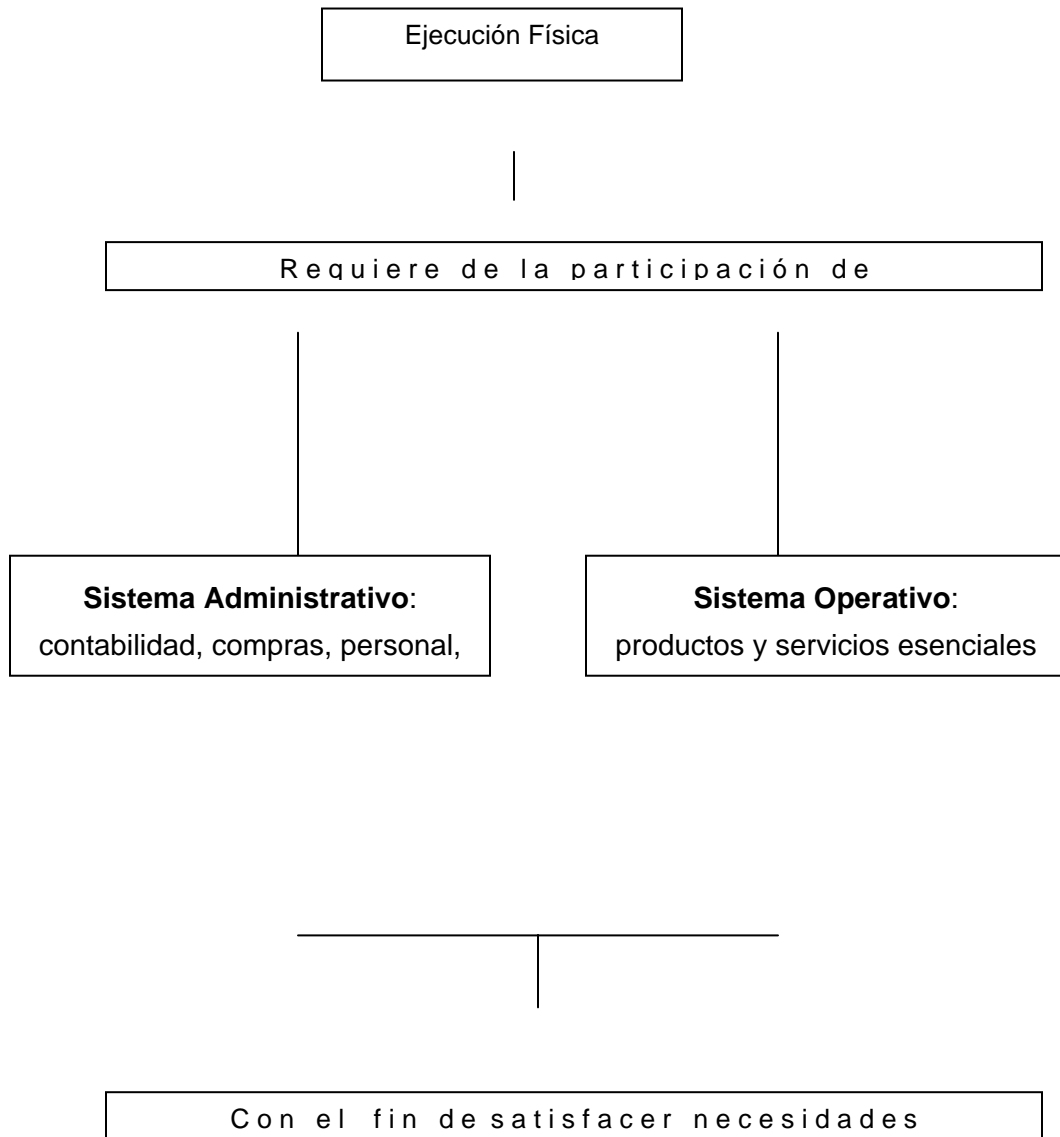 Ejecución Física
Requiere de la participación de
Sistema Administrativo:
contabilidad, compras, personal,
Sistema Operativo:
productos y servicios esenciales
Con el fin de satisfacer necesidades